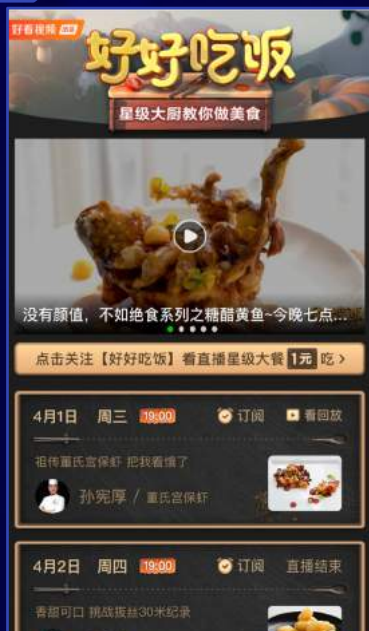 好看视频 出品
好好吃饭
星级大厨教你做美食
没有颜值，不如绝食系列之糖醋黄鱼~今晚七点...
点击关注【好好吃饭】看直播星级大餐 1元 吃 >
4月1日 周三 19:00 订阅 看回放
祖传董氏宫保虾 把我看馋了
孙宪厚 / 董氏宫保虾
4月2日 周四 19:00 订阅 直播结束
香甜可口 挑战拔丝30米纪录